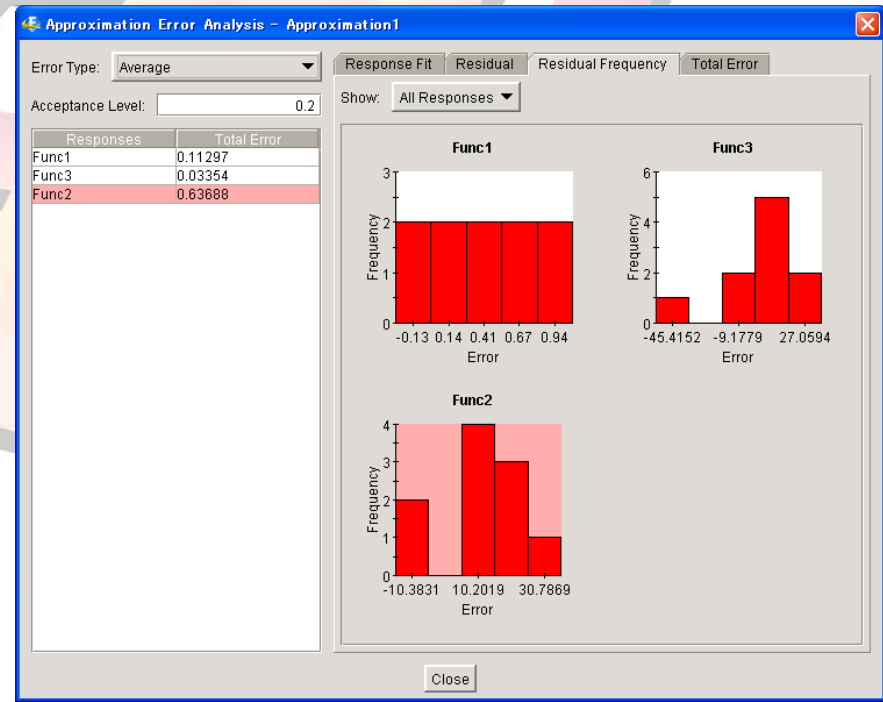 Approximation Error Analysis - Approximation1
Error Type: Average
Acceptance Level: 0.2
Responses Total Error
Func1 0.11297
Func3 0.03354
Func2 0.63688
Response Fit Residual Residual Frequency Total Error
Show: All Responses
Func1
3
2
1
0
Frequency
-0.13 0.14 0.41 0.67 0.94
Error
Func3
6
4
2
0
Frequency
-45.4152 -9.1779 27.0594
Error
Func2
4
3
2
1
0
Frequency
-10.3831 10.2019 30.7869
Error
Close